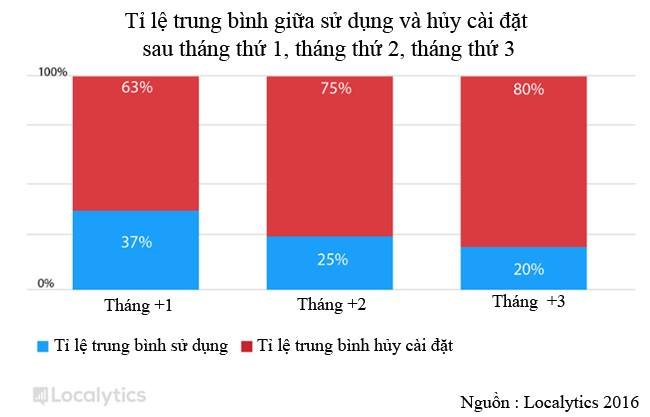 Tỉ lệ trung bình giữa sử dụng và hủy cài đặt
sau tháng thứ 1, tháng thứ 2, tháng thứ 3
100%
63%
75%
80%
37%
25%
20%
0%
Tháng +1
Tháng +2
Tháng +3
Tỉ lệ trung bình sử dụng
Tỉ lệ trung bình hủy cài đặt
Localytics
Nguồn : Localytics 2016